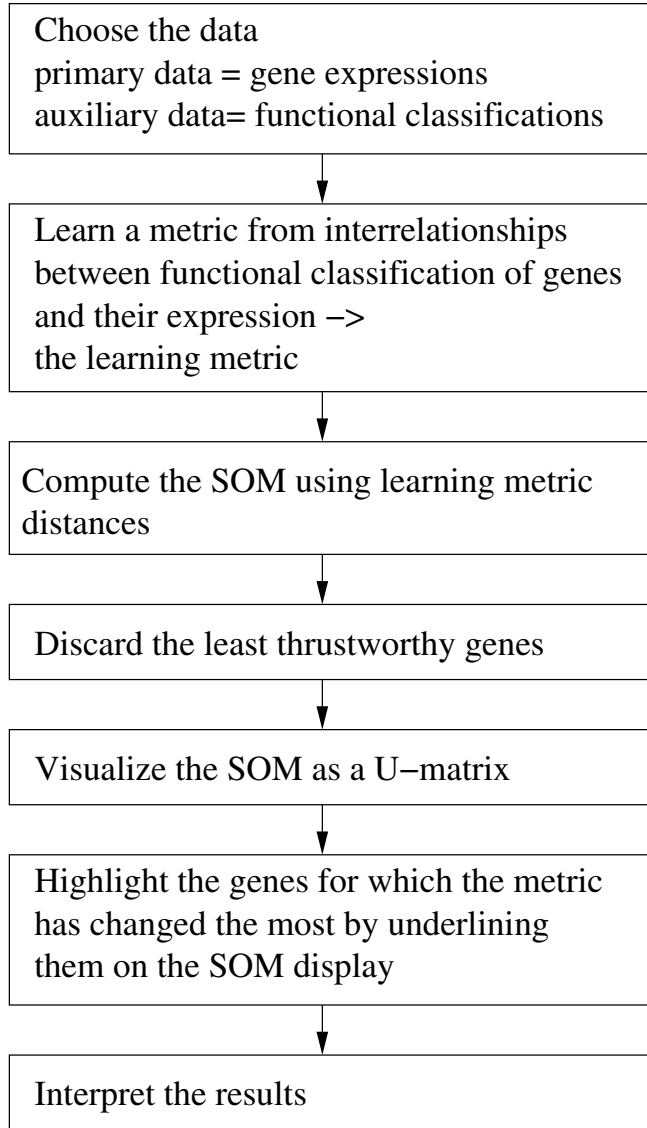 Choose the data
primary data = gene expressions
auxiliary data= functional classifications
Learn a metric from interrelationships
between functional classification of genes
and their expression −>
the learning metric
Compute the SOM using learning metric
distances
Discard the least thrustworthy genes
Visualize the SOM as a U−matrix
Highlight the genes for which the metric
has changed the most by underlining
them on the SOM display
Interpret the results